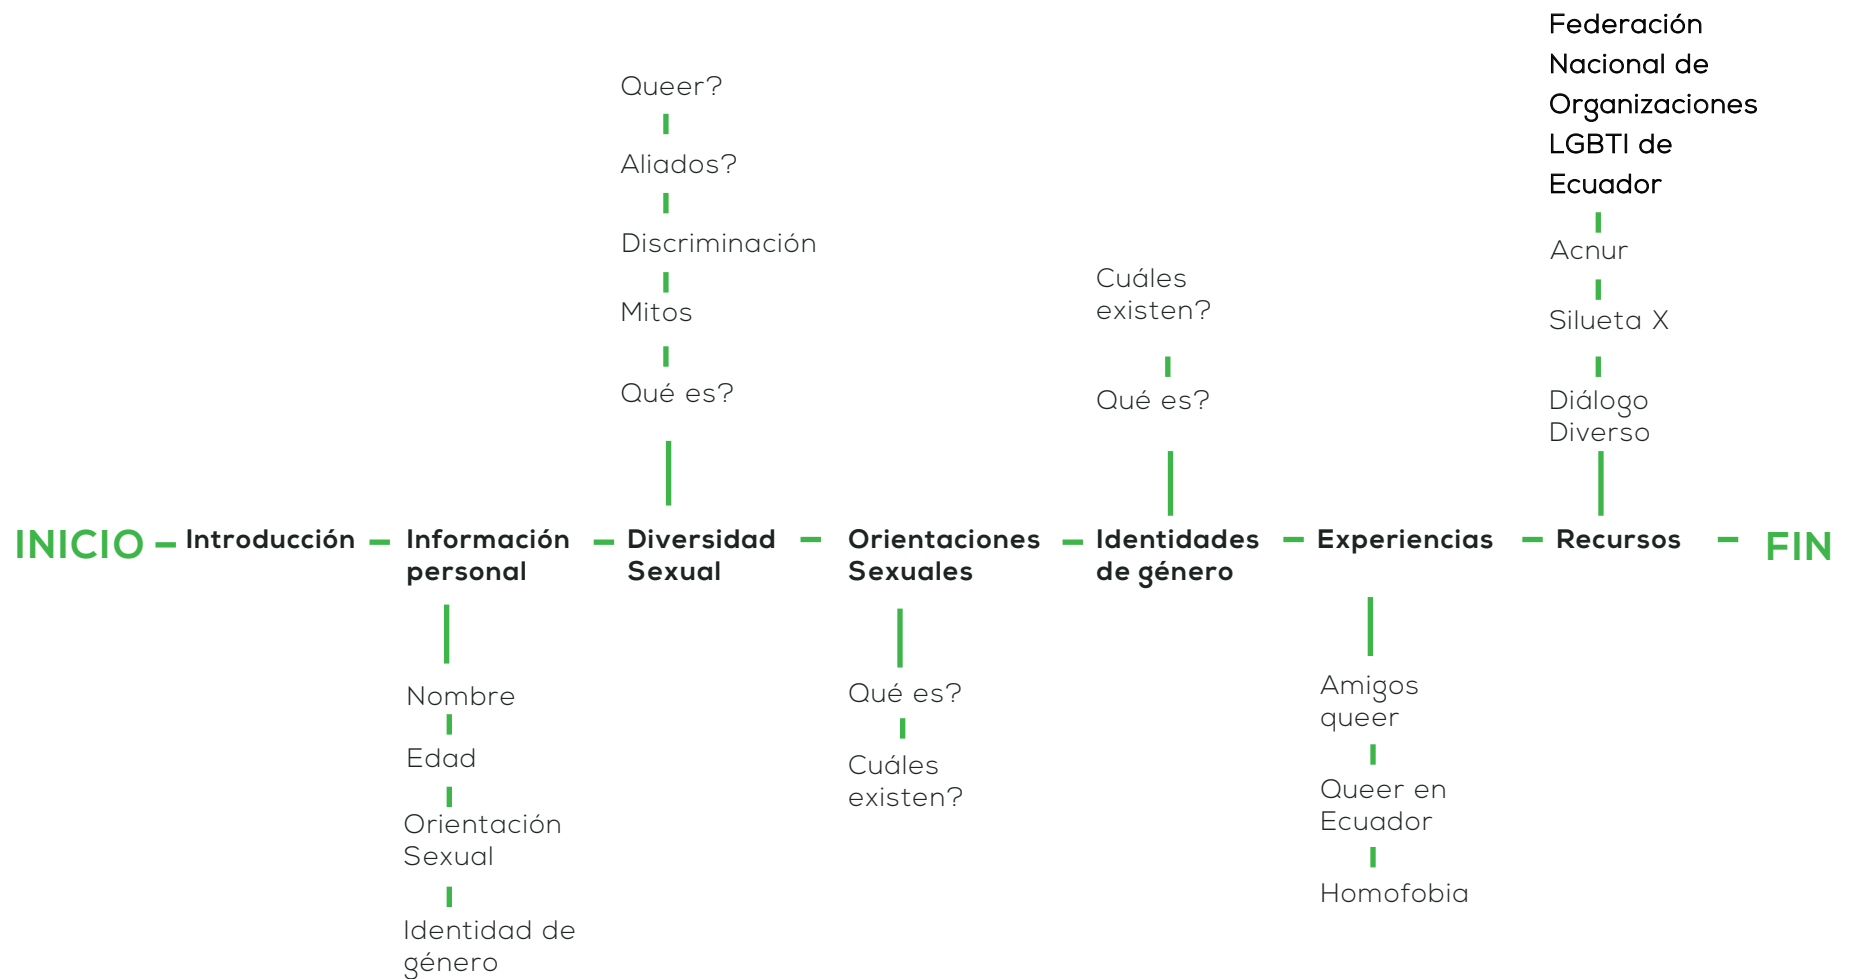 Queer?
Aliados?
Discriminación
Mitos
Qué es?
Cuáles
existen?
Qué es?
Federación
Nacional de
Organizaciones
LGBTI de
Ecuador
Acnur
Silueta X
Diálogo
Diverso
INICIO
Introducción
Información
personal
Diversidad
Sexual
Orientaciones
Sexuales
Identidades
de género
Experiencias
Recursos
FIN
Nombre
Edad
Orientación
Sexual
Identidad de
género
Qué es?
Cuáles
existen?
Amigos
queer
Queer en
Ecuador
Homofobia